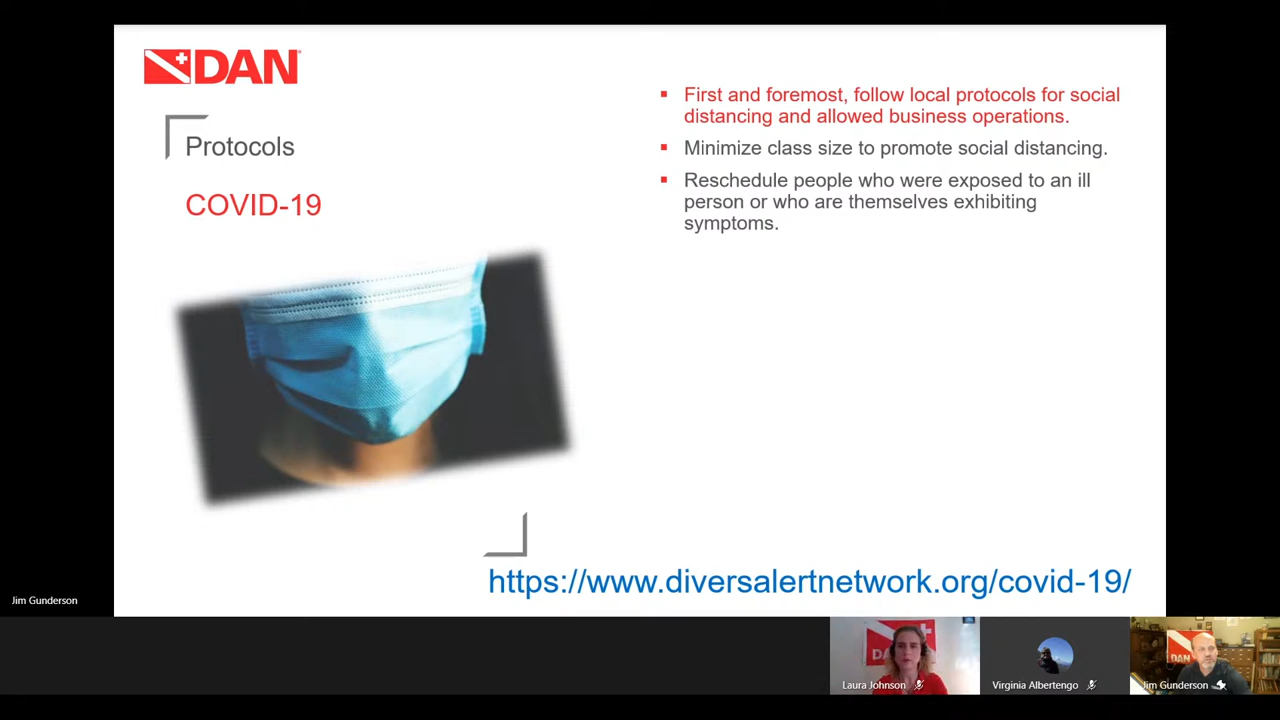 DAN
Protocols
COVID-19
First and foremost, follow local protocols for social
distancing and allowed business operations.
Minimize class size to promote social distancing.
Reschedule people who were exposed to an ill
person or who are themselves exhibiting
symptoms.
https://www.diversalertnetwork.org/covid-19/
Jim Gunderson
DAN
Laura Johnson
Virginia Albertengo
DAN
Jim Gunderson